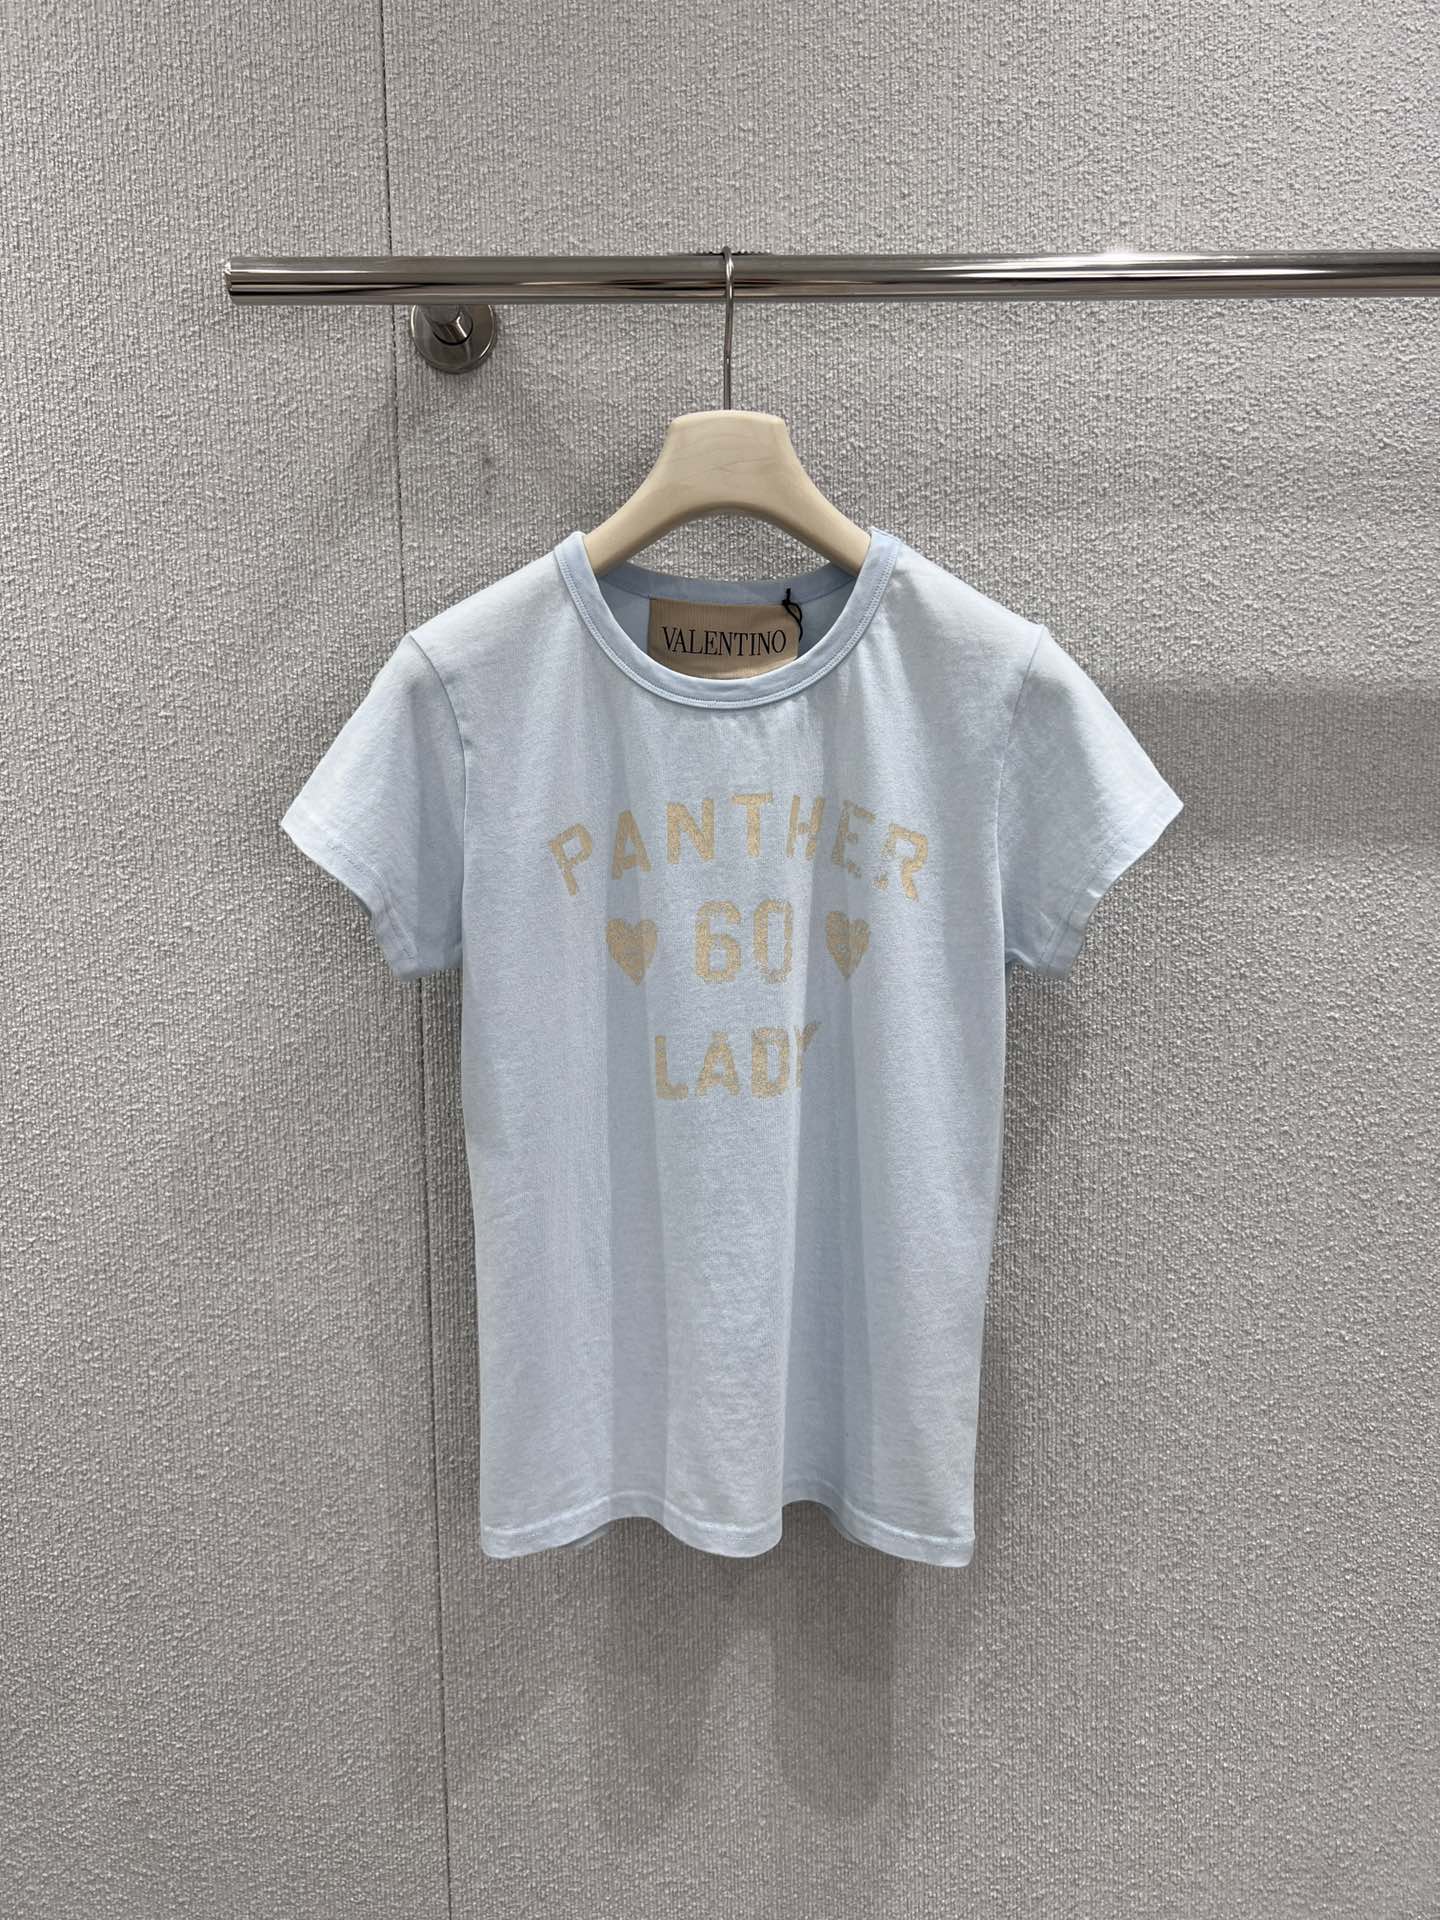 VALENTINO
PANTHER
60
LADY